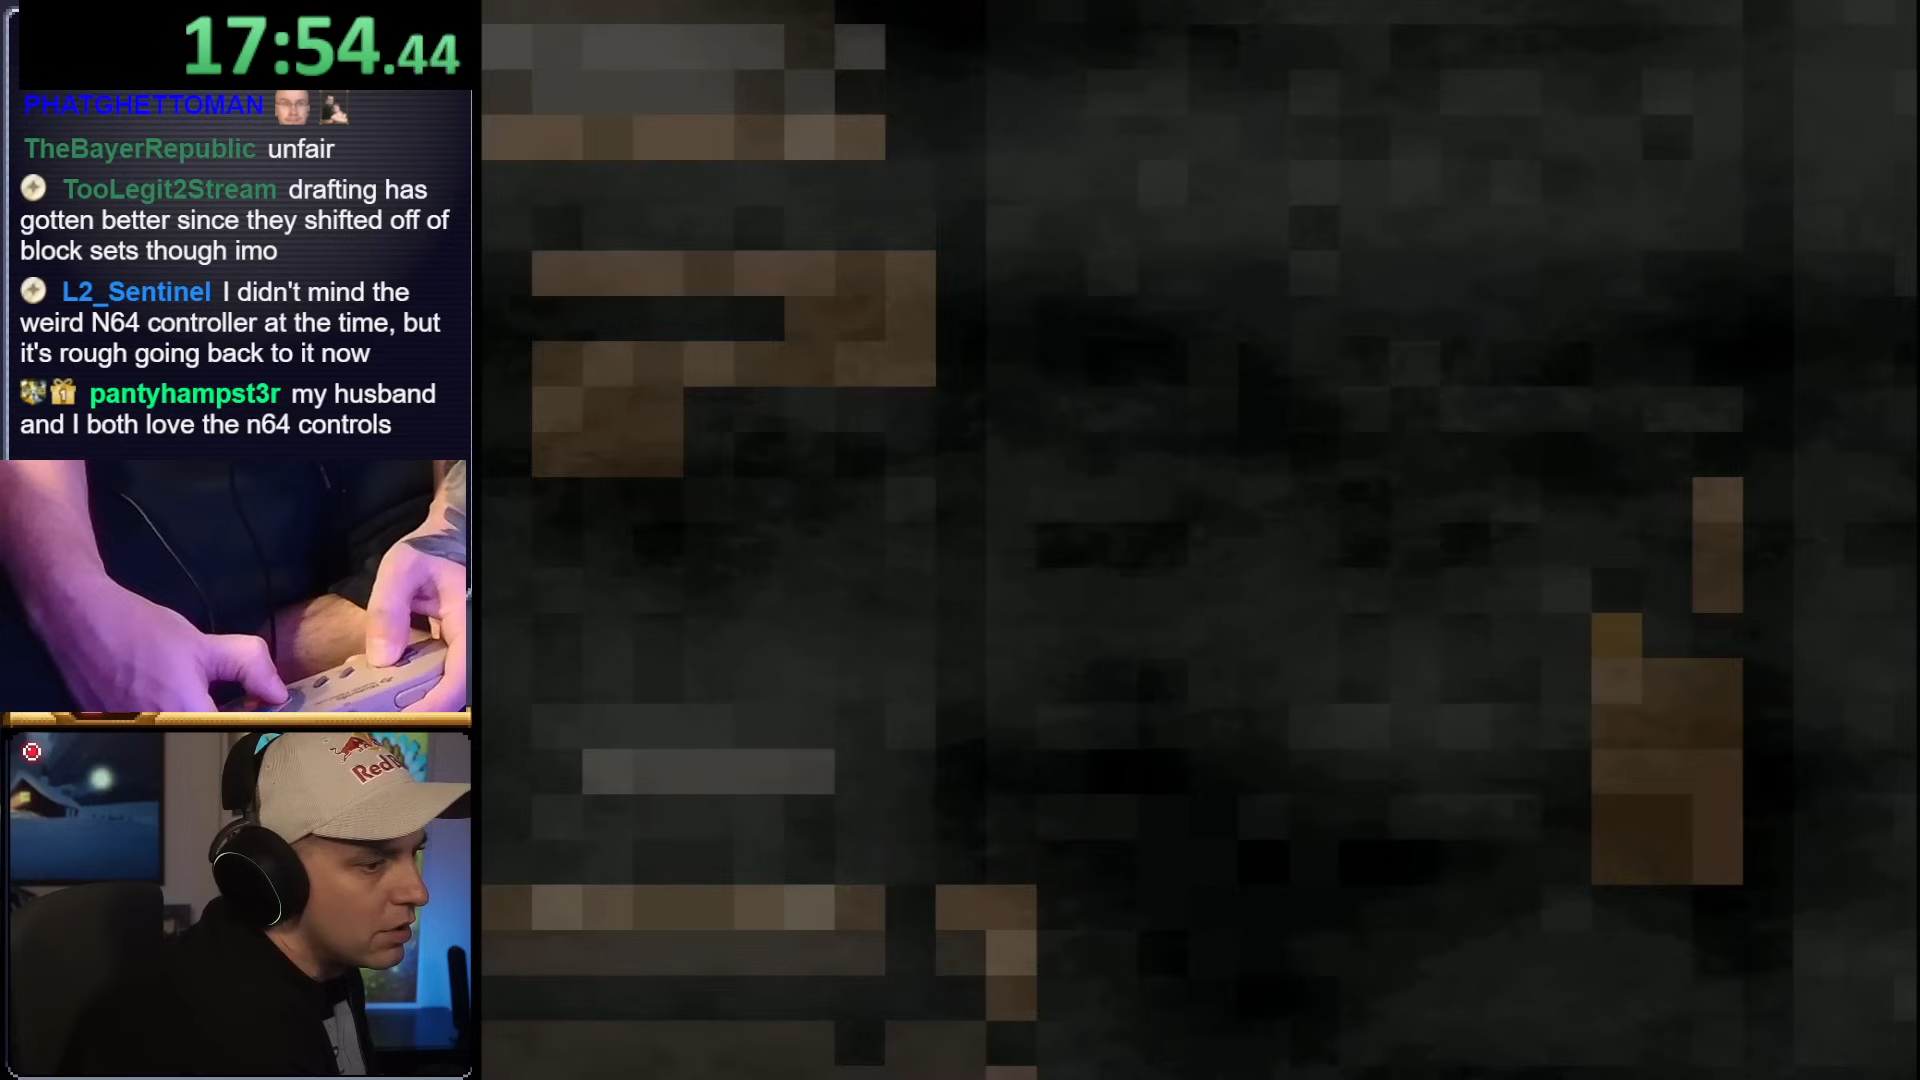 17:54.44
PHATGHETTOMAN
TheBayerRepublic unfair
TooLegit2Stream drafting has
gotten better since they shifted off of
block sets though imo
L2_Sentinel I didn't mind the
weird N64 controller at the time, but
it's rough going back to it now
pantyhampst3r my husband
and I both love the n64 controls
Red